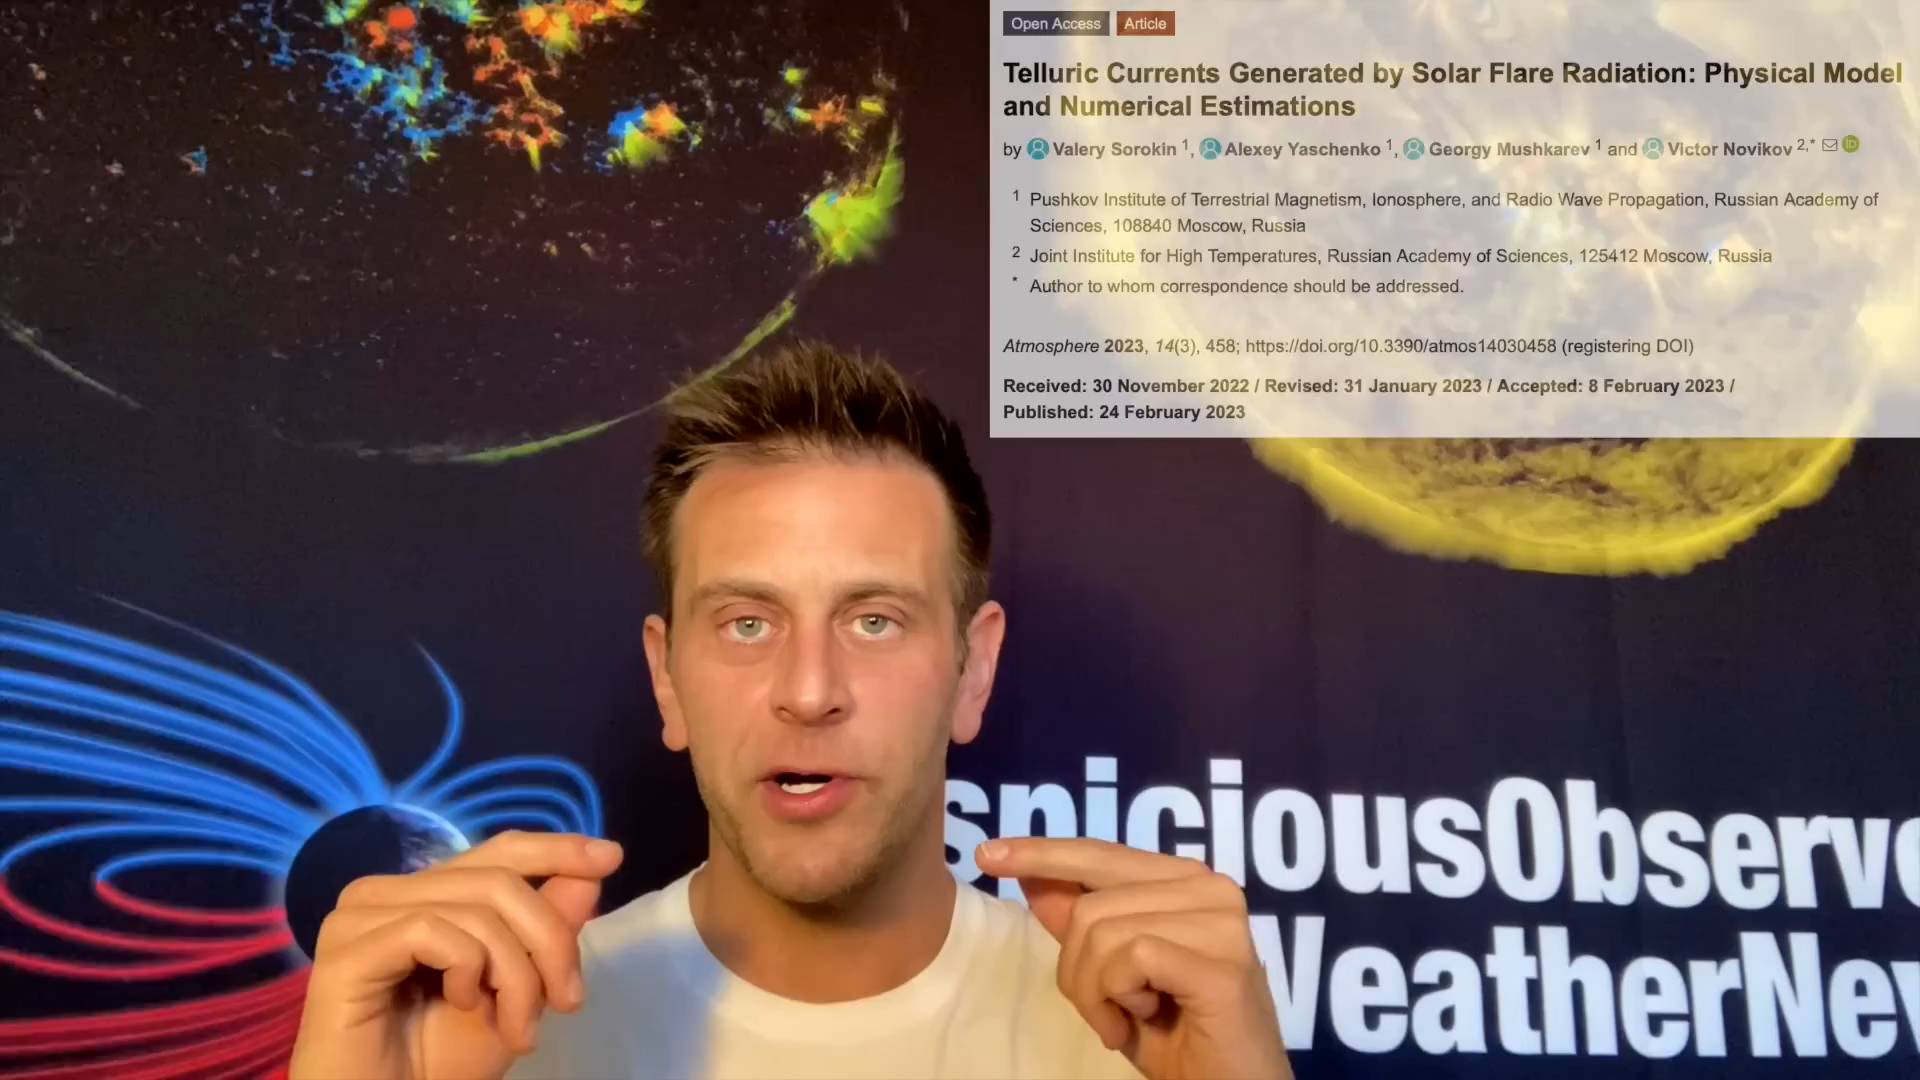 Open Access Article
Telluric Currents Generated by Solar Flare Radiation: Physical Model
and Numerical Estimations
by Valery Sorokin 1, Alexey Yaschenko 1, Georgy Mushkarev 1 and Victor Novikov 2,* iD
1 Pushkov Institute of Terrestrial Magnetism, Ionosphere, and Radio Wave Propagation, Russian Academy of
Sciences, 108840 Moscow, Russia
2 Joint Institute for High Temperatures, Russian Academy of Sciences, 125412 Moscow, Russia
* Author to whom correspondence should be addressed.
Atmosphere 2023, 14(3), 458; https://doi.org/10.3390/atmos14030458 (registering DOI)
Received: 30 November 2022 / Revised: 31 January 2023 / Accepted: 8 February 2023 /
Published: 24 February 2023
spiciousObserve
WeatherNew